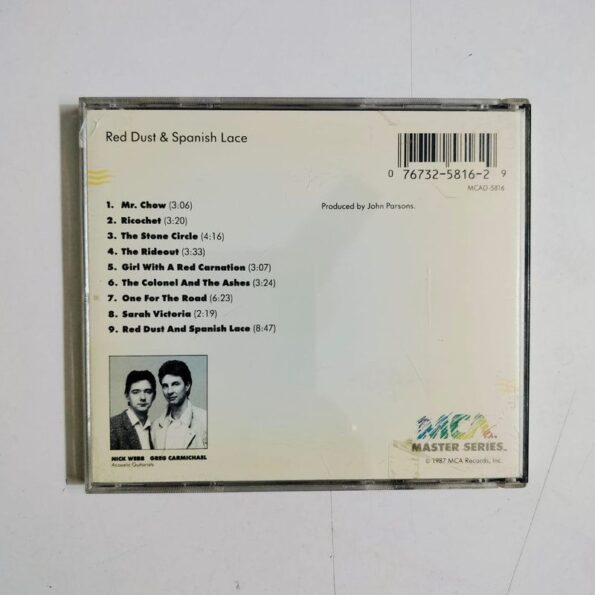 Red Dust & Spanish Lace
0 76732-5816-2 9
MCAD-5816
1. Mr. Chow (3:06)
2. Ricochet (3:20)
3. The Stone Circle (4:16)
4. The Rideout (3:33)
5. Girl With A Red Carnation (3:07)
6. The Colonel And The Ashes (3:24)
7. One For The Road (6:23)
8. Sarah Victoria (2:19)
9. Red Dust And Spanish Lace (8:47)
Produced by John Parsons.
NICK WEBB GREG CARMICHAEL
Acoustic Guitarists
MCA
MASTER SERIES
© 1987 MCA Records, Inc.